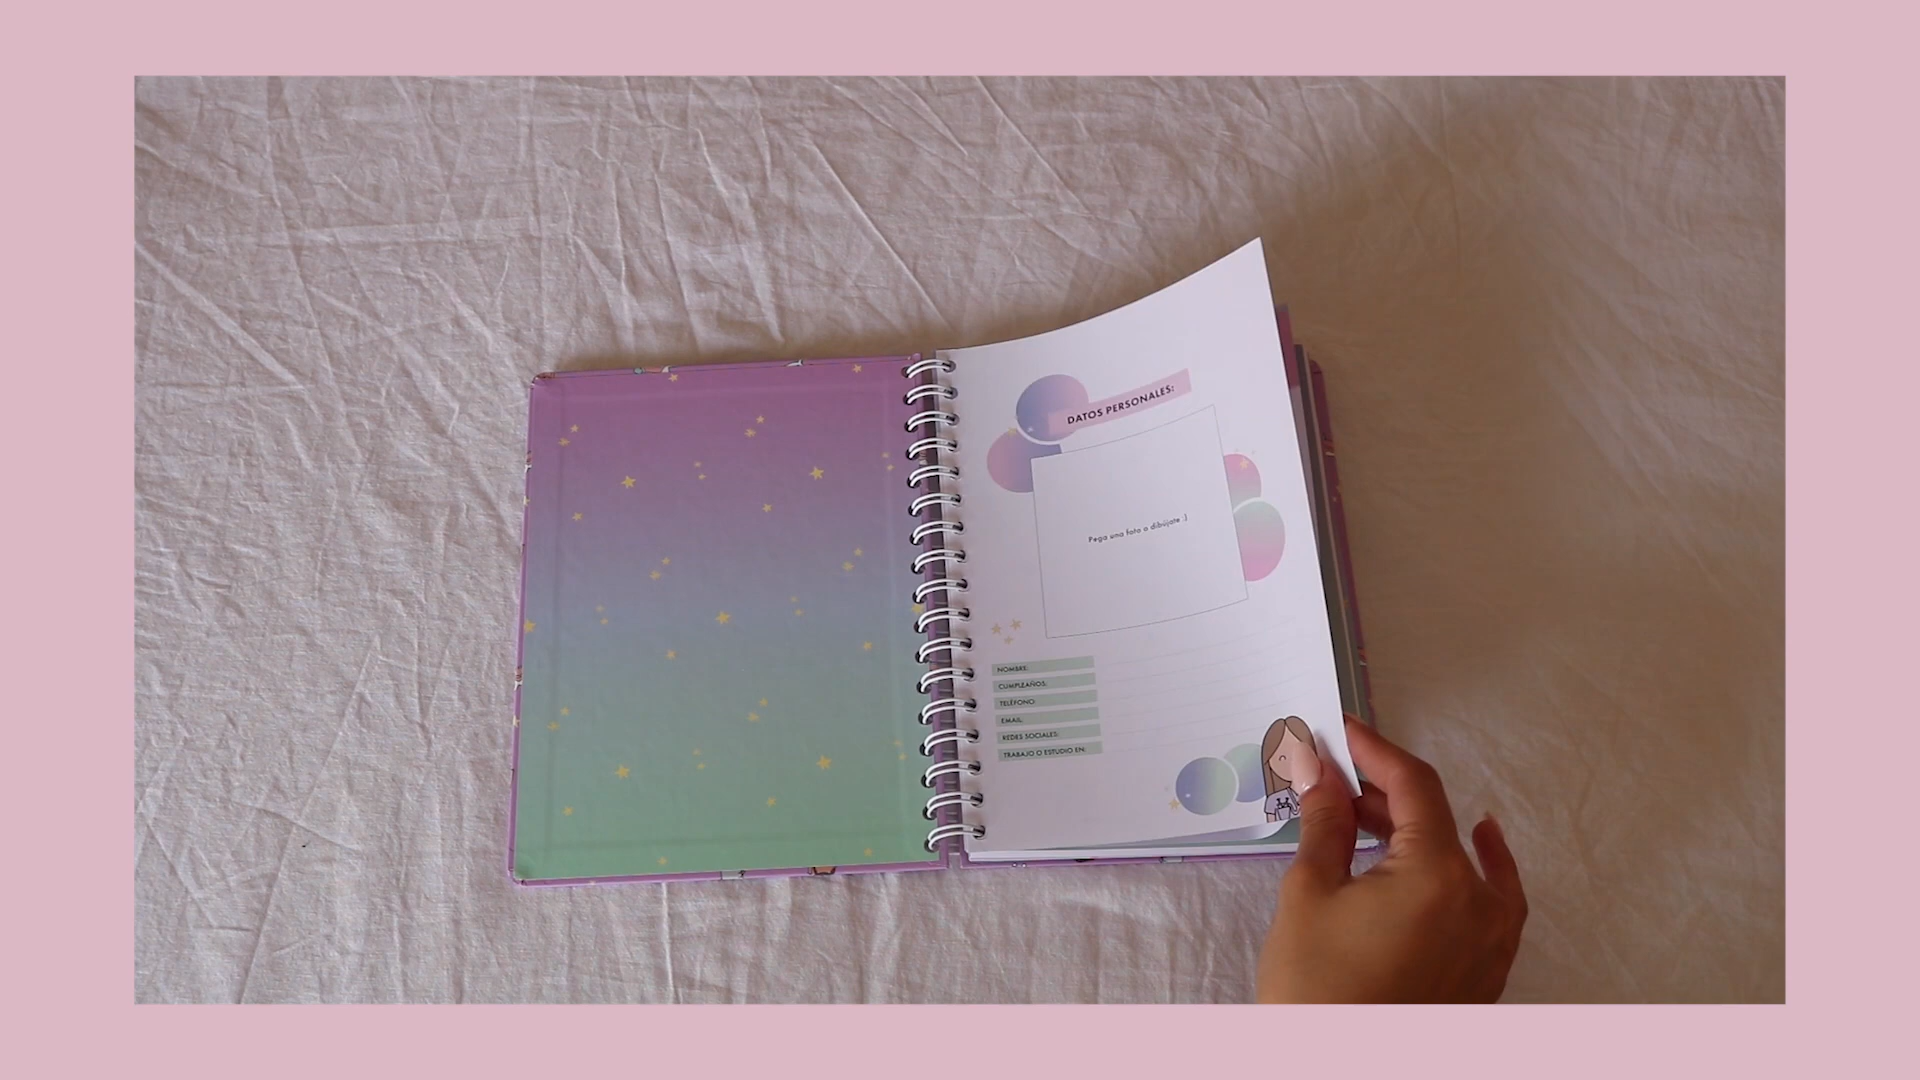 DATOS PERSONALES:
Pega una foto o dibújate :)
NOMBRE:
CUMPLEAÑOS:
TELÉFONO:
EMAIL:
REDES SOCIALES:
TRABAJO O ESTUDIO EN: